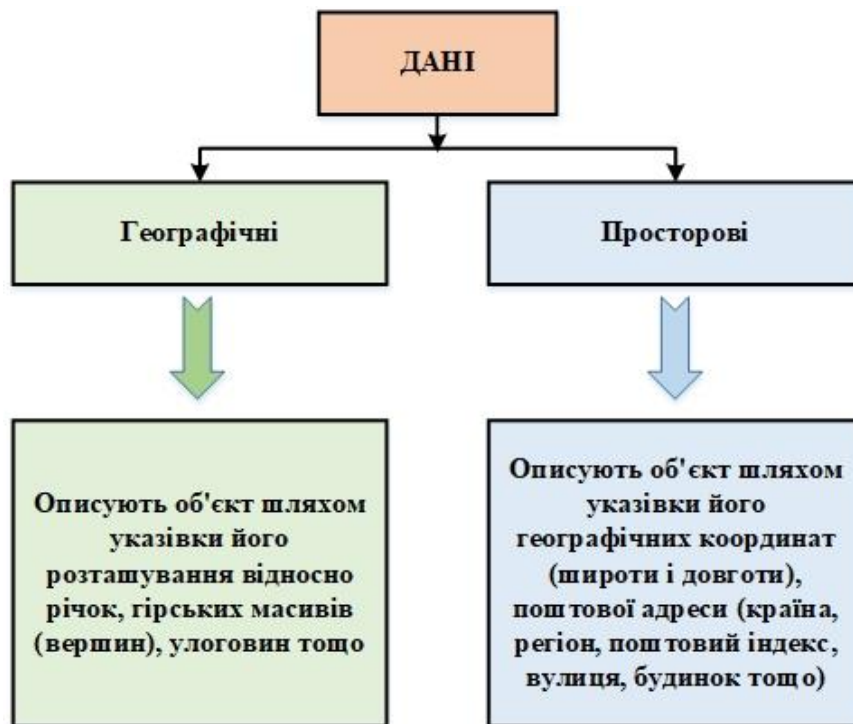 ДАНІ
Географічні
Просторові
Описують об'єкт шляхом
указівки його
розташування відносно
річок, гірських масивів
(вершин), улоговин тощо
Описують об'єкт шляхом
указівки його
географічних координат
(широти і довготи),
поштової адреси (країна,
регіон, поштовий індекс,
вулиця, будинок тощо)